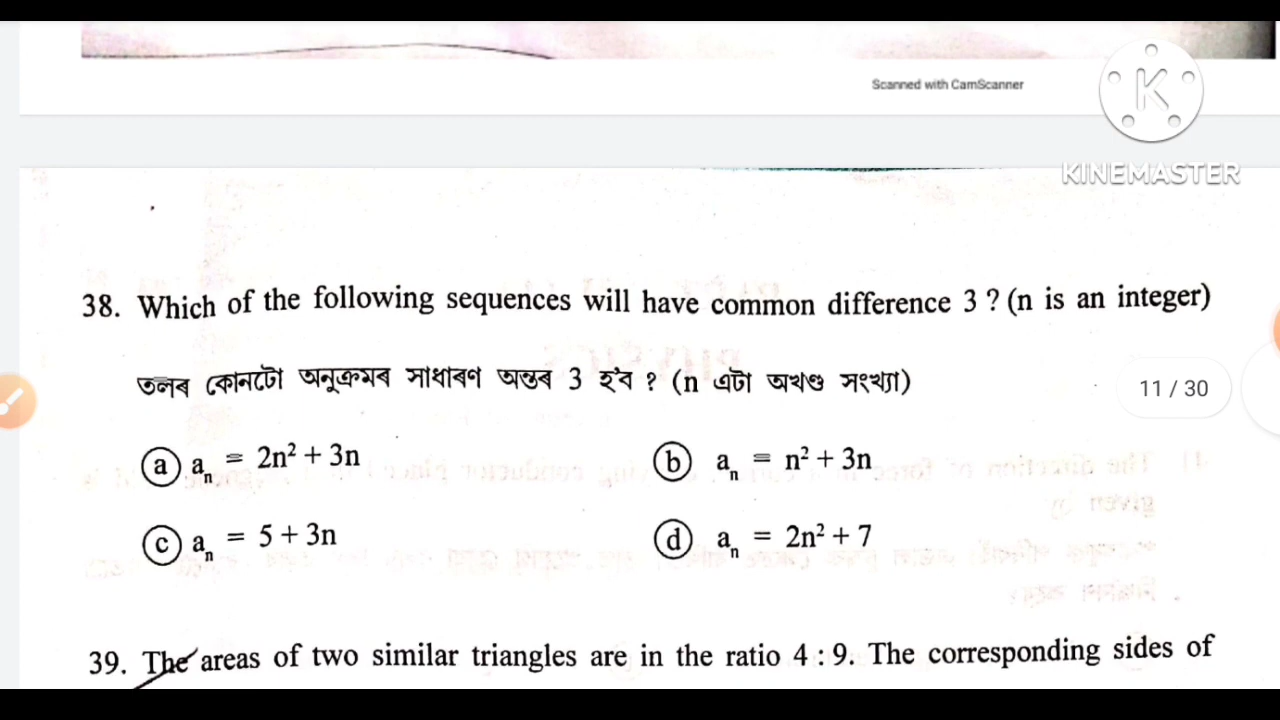 Scanned with CamScanner
K
KINEMASTER
38. Which of the following sequences will have common difference 3 ? (n is an integer)
তলৰ কোনটো অনুক্ৰমৰ সাধাৰণ অন্তৰ 3 হ'ব ? (n এটা অখণ্ড সংখ্যা)
11 / 30
ⓐ aₙ = 2n² + 3n ⓑ aₙ = n² + 3n
ⓒ aₙ = 5 + 3n ⓓ aₙ = 2n² + 7
39. The areas of two similar triangles are in the ratio 4 : 9. The corresponding sides of